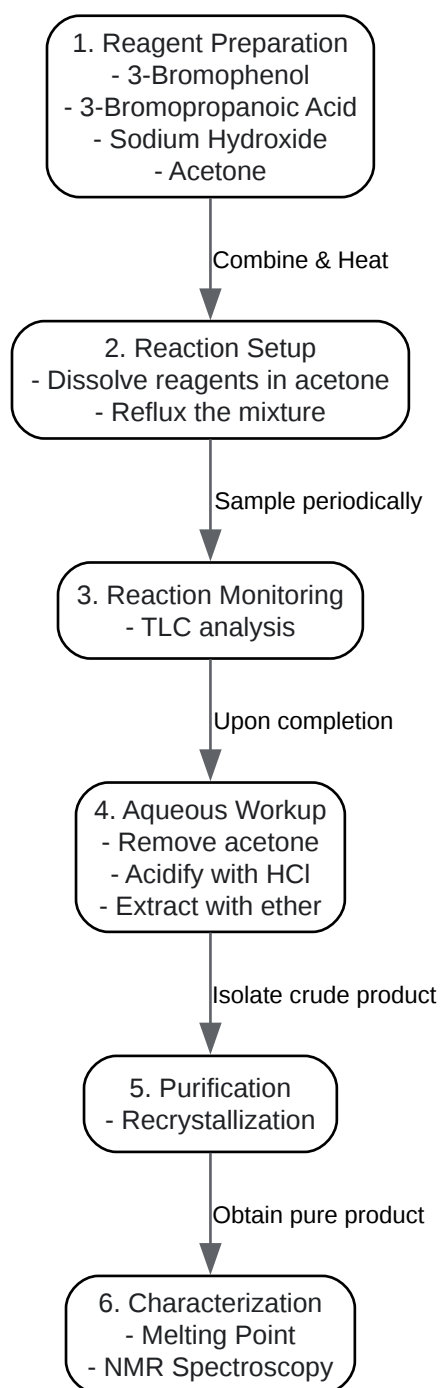 1. Reagent Preparation
- 3-Bromophenol
- 3-Bromopropanoic Acid
- Sodium Hydroxide
- Acetone
Combine & Heat
2. Reaction Setup
- Dissolve reagents in acetone
- Reflux the mixture
Sample periodically
3. Reaction Monitoring
- TLC analysis
Upon completion
4. Aqueous Workup
- Remove acetone
- Acidify with HCl
- Extract with ether
Isolate crude product
5. Purification
- Recrystallization
Obtain pure product
6. Characterization
- Melting Point
- NMR Spectroscopy